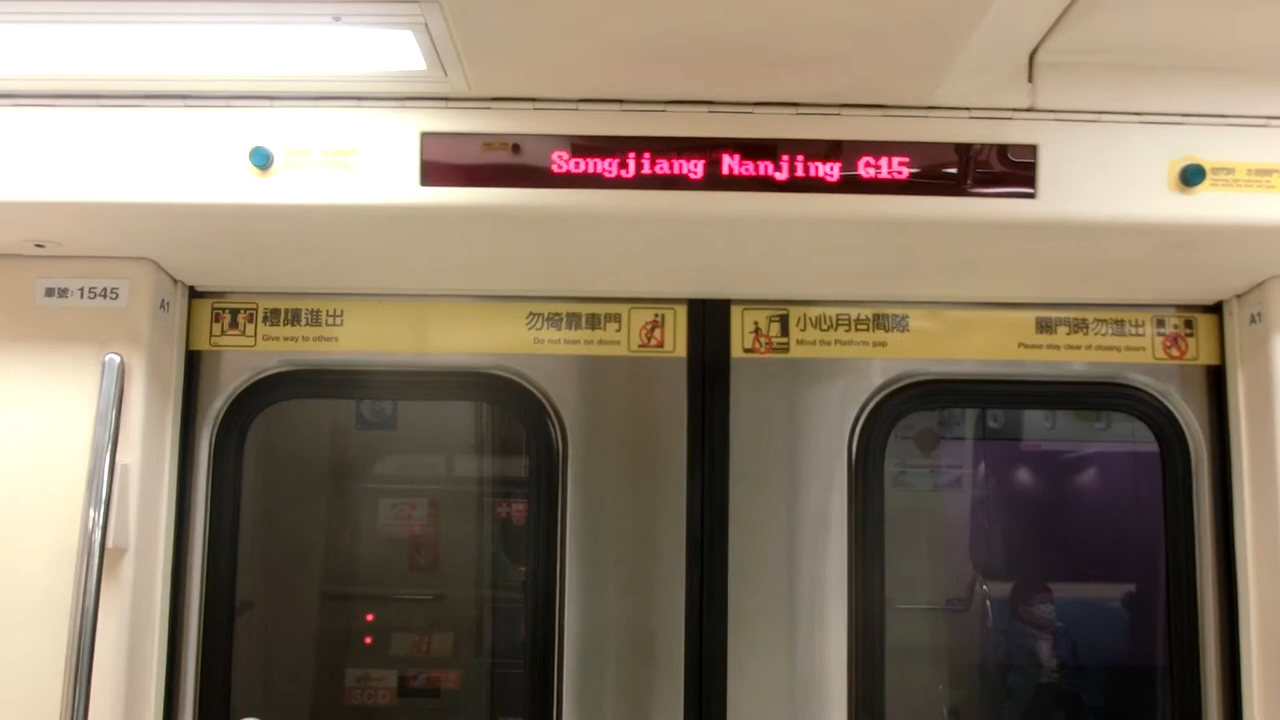 Songjiang Nanjing G15
車號:1545
A1
A1
禮讓進出
Give way to others
勿倚靠車門
Do not lean on doors
小心月台間隙
Mind the Platform gap
關門時勿進出
Please stay clear of closing doors
SCD